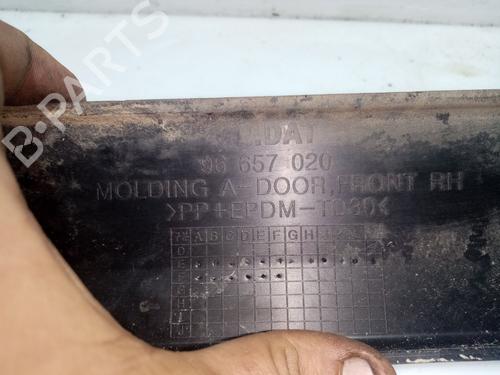 B-PARTS
96 657 020
MOLDING A-DOOR, FRONT RH
>PP+EPDM-TD30<
A B C D E F G H